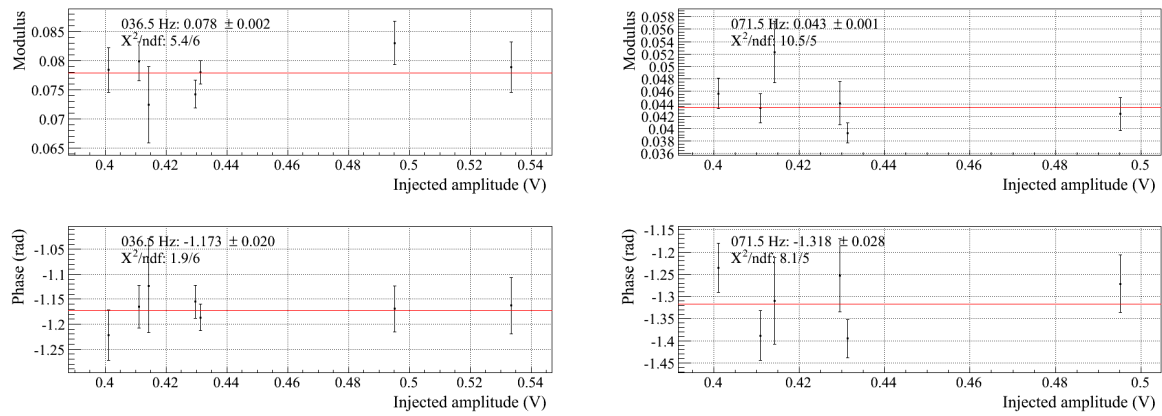 036.5 Hz: 0.078 ± 0.002
X²/ndf: 5.4/6
Modulus
0.085
0.08
0.075
0.07
0.065
0.4 0.42 0.44 0.46 0.48 0.5 0.52 0.54
Injected amplitude (V)
071.5 Hz: 0.043 ± 0.001
X²/ndf: 10.5/5
Modulus
0.058
0.056
0.054
0.052
0.05
0.048
0.046
0.044
0.042
0.04
0.038
0.036
0.4 0.42 0.44 0.46 0.48 0.5
Injected amplitude (V)
036.5 Hz: -1.173 ± 0.020
X²/ndf: 1.9/6
Phase (rad)
-1.05
-1.1
-1.15
-1.2
-1.25
0.4 0.42 0.44 0.46 0.48 0.5 0.52 0.54
Injected amplitude (V)
071.5 Hz: -1.318 ± 0.028
X²/ndf: 8.1/5
Phase (rad)
-1.15
-1.2
-1.25
-1.3
-1.35
-1.4
-1.45
0.4 0.42 0.44 0.46 0.48 0.5
Injected amplitude (V)